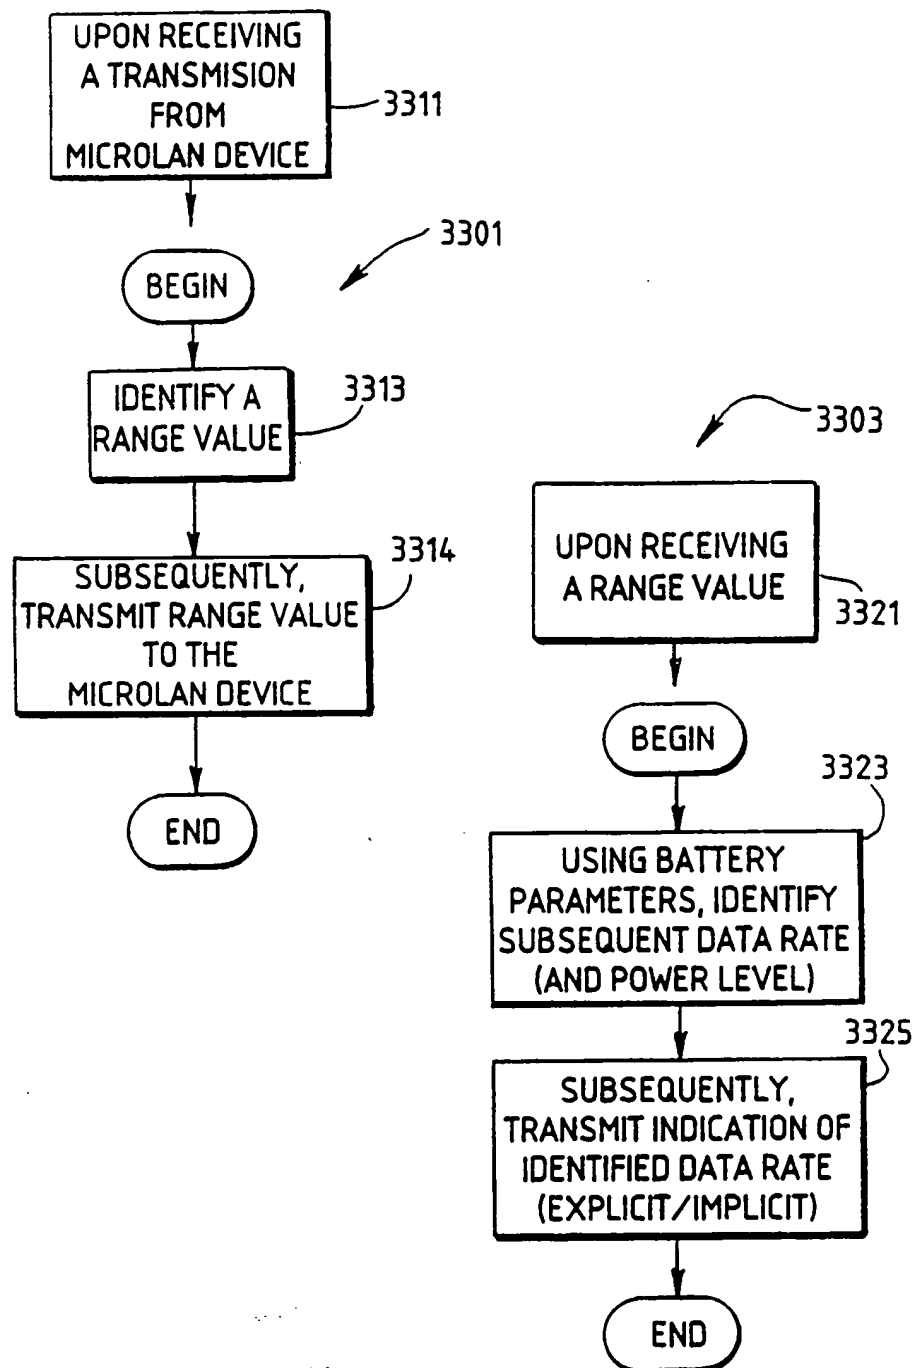 UPON RECEIVING
A TRANSMISION
FROM
MICROLAN DEVICE
3311
3301
BEGIN
IDENTIFY A
RANGE VALUE
3313
SUBSEQUENTLY,
TRANSMIT RANGE VALUE
TO THE
MICROLAN DEVICE
3314
END
3303
UPON RECEIVING
A RANGE VALUE
3321
BEGIN
3323
USING BATTERY
PARAMETERS, IDENTIFY
SUBSEQUENT DATA RATE
(AND POWER LEVEL)
3325
SUBSEQUENTLY,
TRANSMIT INDICATION OF
IDENTIFIED DATA RATE
(EXPLICIT/IMPLICIT)
END